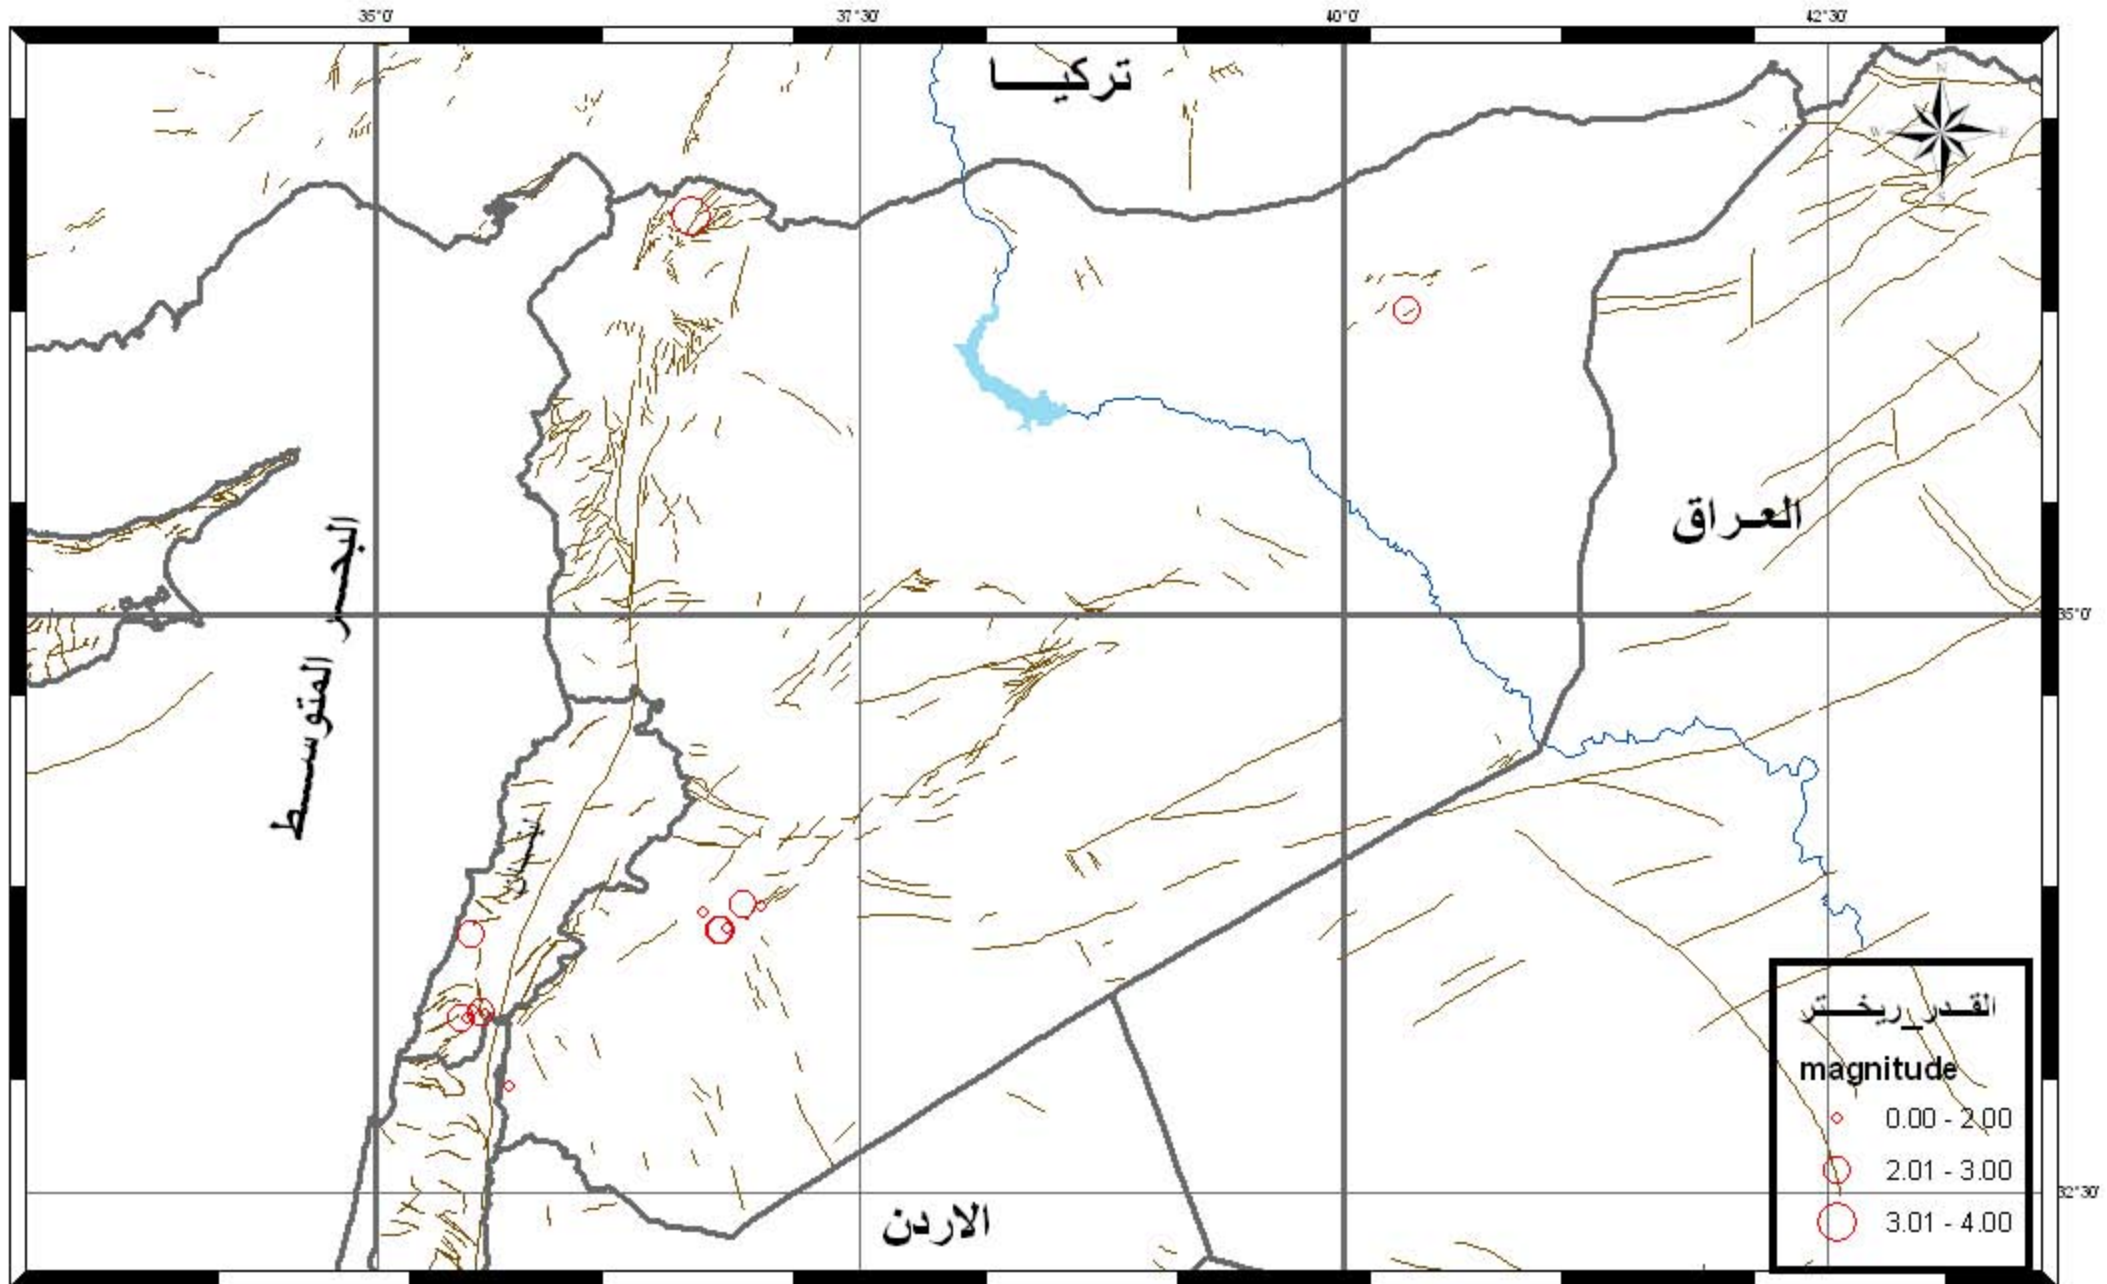 35°0'
37°30'
40°0'
42°30'
تركيا
N
W
E
S
العراق
البحر المتوسط
35°0'
لبنان
القدر_ريختر
magnitude
0.00 - 2.00
2.01 - 3.00
3.01 - 4.00
32°30'
الاردن